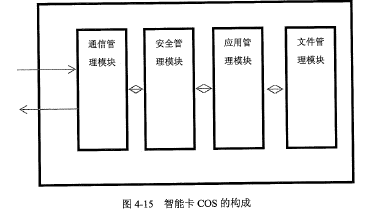 通信管
理模块
安全管
理模块
应用管
理模块
文件管
理模块
图 4-15 智能卡 COS 的构成